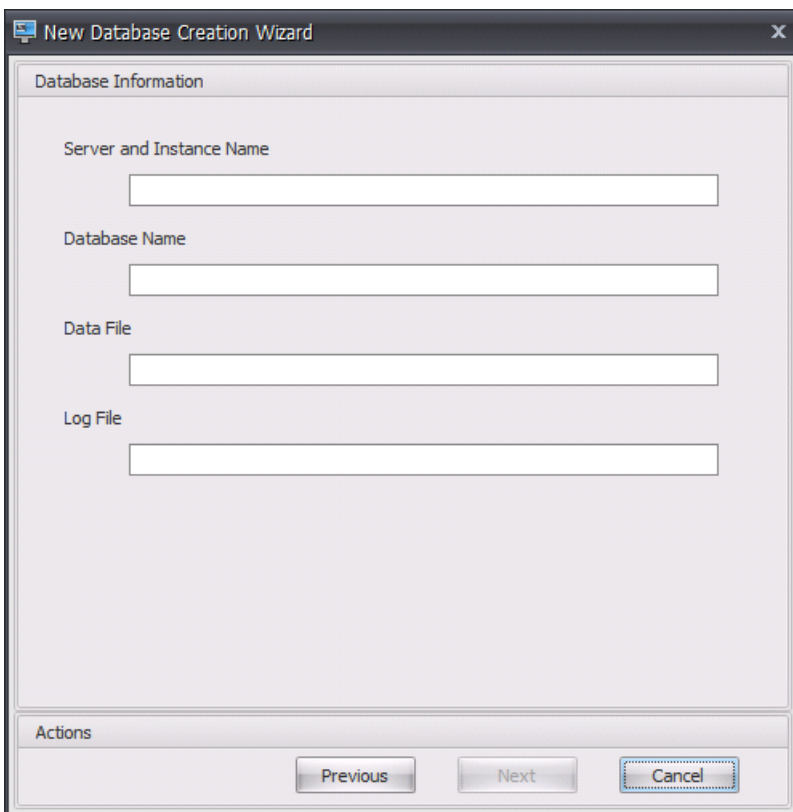 New Database Creation Wizard
Database Information
Server and Instance Name
Database Name
Data File
Log File
Actions
Previous Next Cancel